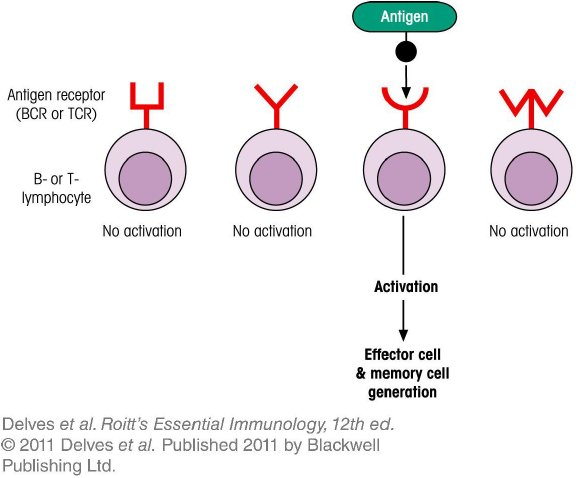 Antigen
Antigen receptor
(BCR or TCR)
B- or T-
lymphocyte
No activation
No activation
No activation
Activation
Effector cell
& memory cell
generation
Delves et al. Roitt's Essential Immunology, 12th ed.
© 2011 Delves et al. Published 2011 by Blackwell
Publishing Ltd.